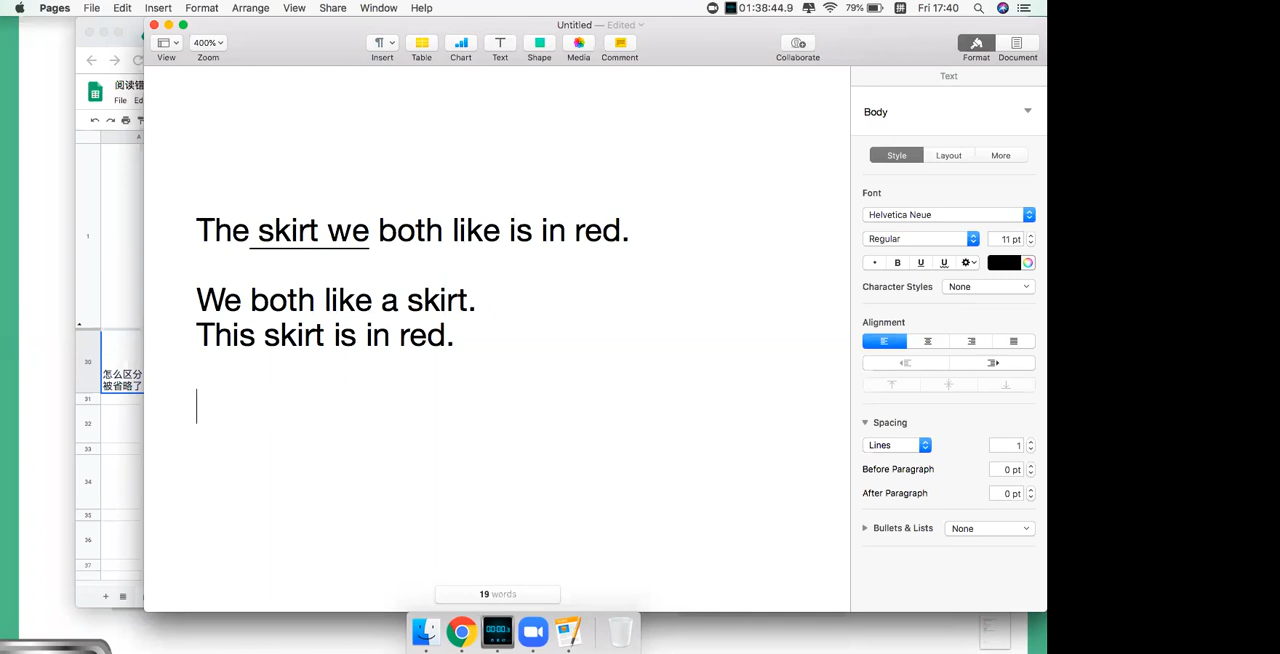 Pages File Edit Insert Format Arrange View Share Window Help 01:38:44.9 79% 拼 Fri 17:40
Untitled — Edited
400%
View Zoom Insert Table Chart Text Shape Media Comment Collaborate Format Document
阅读错
File Ed
A
1
30
怎么区分
被省略了
31
32
33
34
35
36
37
The skirt we both like is in red.
We both like a skirt.
This skirt is in red.
19 words
Text
Body
Style Layout More
Font
Helvetica Neue
Regular 11 pt
B U U
Character Styles None
Alignment
Spacing
Lines 1
Before Paragraph 0 pt
After Paragraph 0 pt
Bullets & Lists None